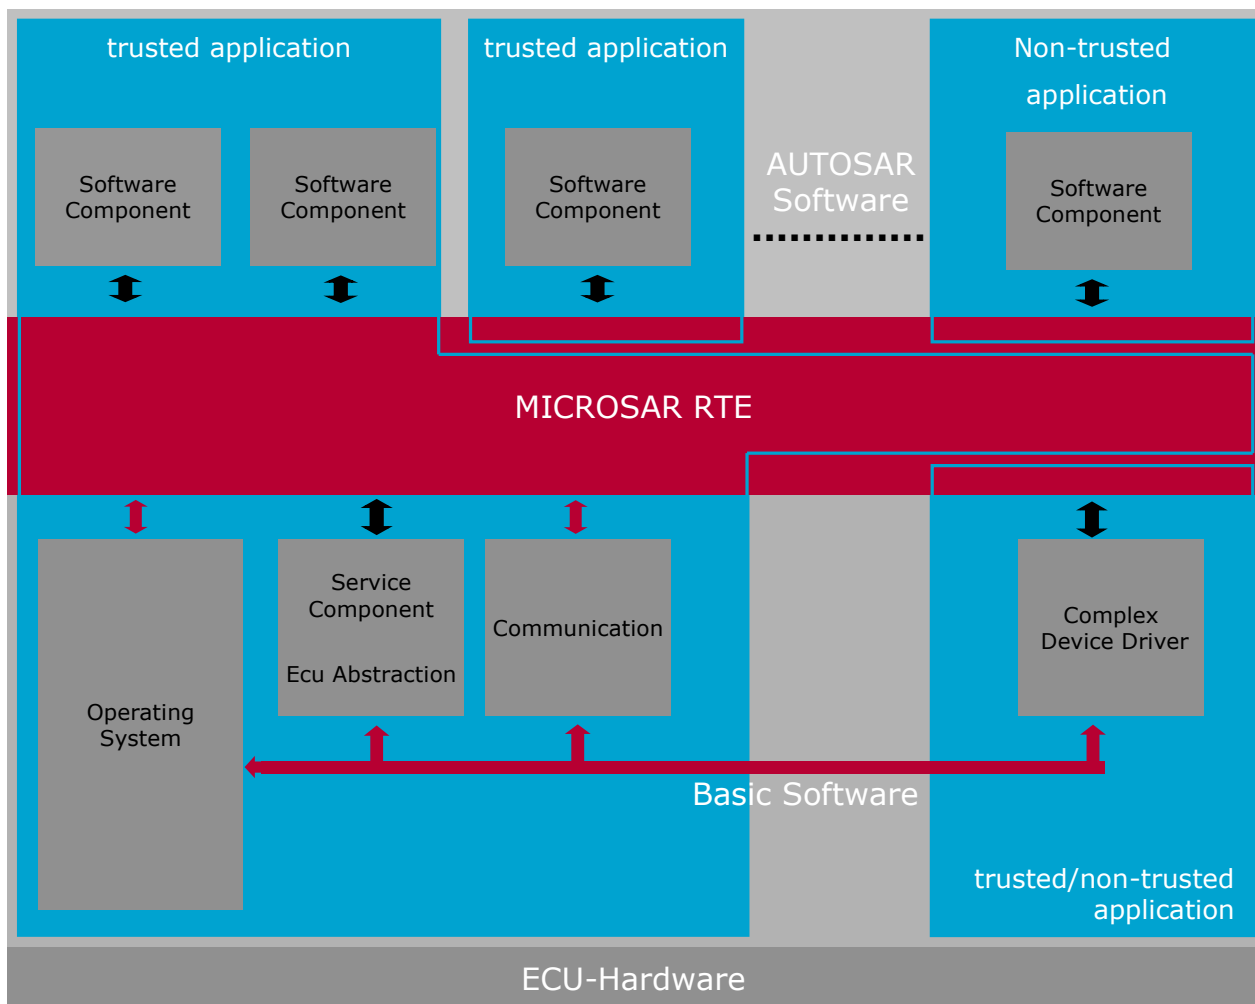 trusted application
trusted application
Non-trusted
application
Software
Component
Software
Component
Software
Component
AUTOSAR
Software
Software
Component
MICROSAR RTE
Operating
System
Service
Component
Ecu Abstraction
Communication
Complex
Device Driver
Basic Software
trusted/non-trusted
application
ECU-Hardware